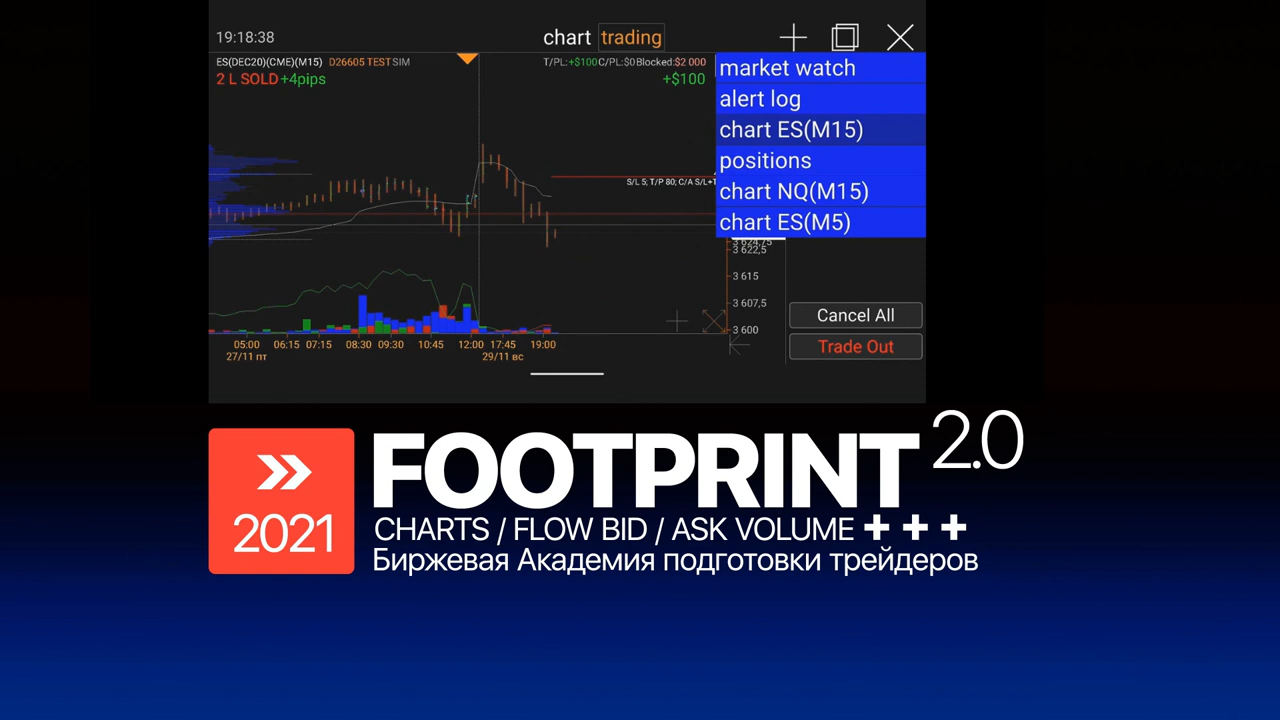 19:18:38
chart trading
ES(DEC20)(CME)(M15) D26605 TEST SIM
T/PL:+$100 C/PL:$0 Blocked:$2 000
2 L SOLD +4pips
+$100
market watch
alert log
chart ES(M15)
positions
chart NQ(M15)
chart ES(M5)
S/L 5; T/P 80; C/A S/L+T
3 624,75
3 622,5
3 615
3 607,5
3 600
Cancel All
Trade Out
05:00 06:15 07:15 08:30 09:30 10:45 12:00 17:45 19:00
27/11 пт 29/11 вс
FOOTPRINT 2.0
2021
CHARTS / FLOW BID / ASK VOLUME +++
Биржевая Академия подготовки трейдеров